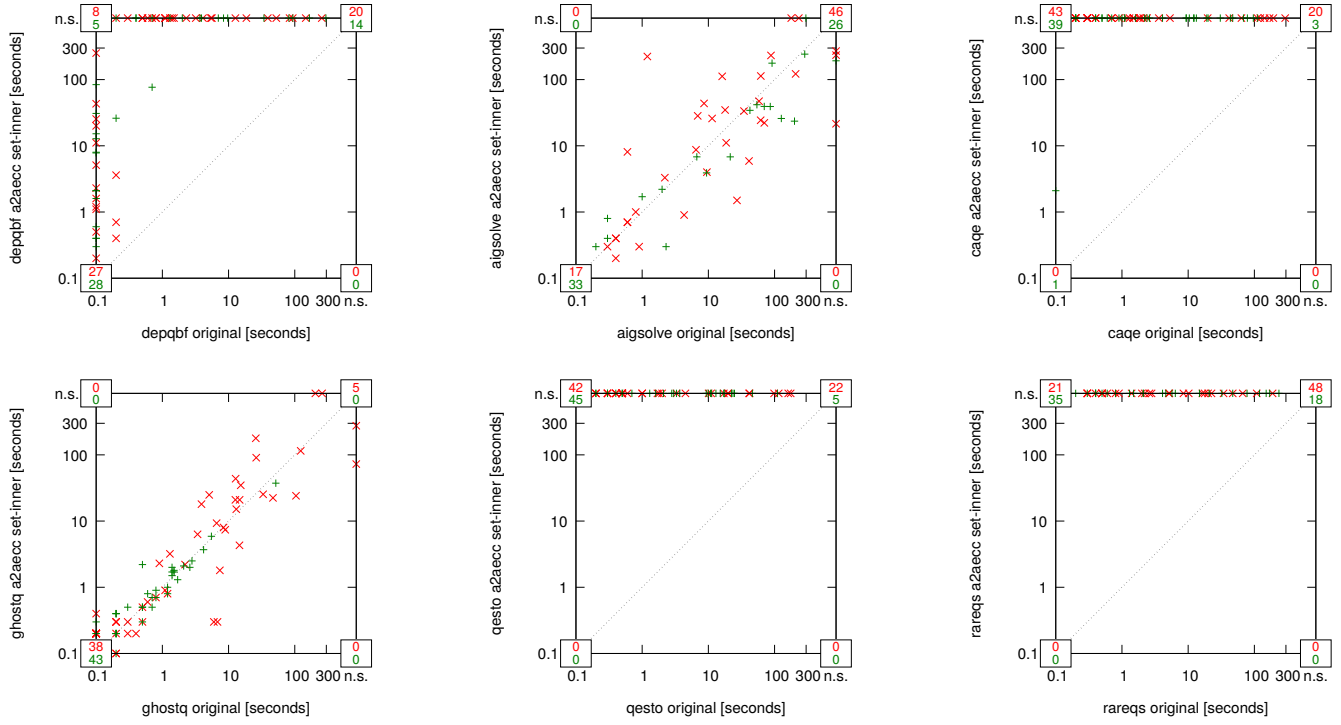 n.s. 8 20
5 14
300
100
10
1
0.1
27 0
28 0
0.1 1 10 100 300 n.s.
depqbf a2aecc set-inner [seconds]
depqbf original [seconds]
n.s. 0 46
0 26
300
100
10
1
0.1
17 0
33 0
0.1 1 10 100 300 n.s.
aigsolve a2aecc set-inner [seconds]
aigsolve original [seconds]
n.s. 43 20
39 3
300
100
10
1
0.1
0 0
1 0
0.1 1 10 100 300 n.s.
caqe a2aecc set-inner [seconds]
caqe original [seconds]
n.s. 0 5
0 0
300
100
10
1
0.1
38 0
43 0
0.1 1 10 100 300 n.s.
ghostq a2aecc set-inner [seconds]
ghostq original [seconds]
n.s. 42 22
45 5
300
100
10
1
0.1
0 0
0 0
0.1 1 10 100 300 n.s.
qesto a2aecc set-inner [seconds]
qesto original [seconds]
n.s. 21 48
35 18
300
100
10
1
0.1
0 0
0 0
0.1 1 10 100 300 n.s.
rareqs a2aecc set-inner [seconds]
rareqs original [seconds]